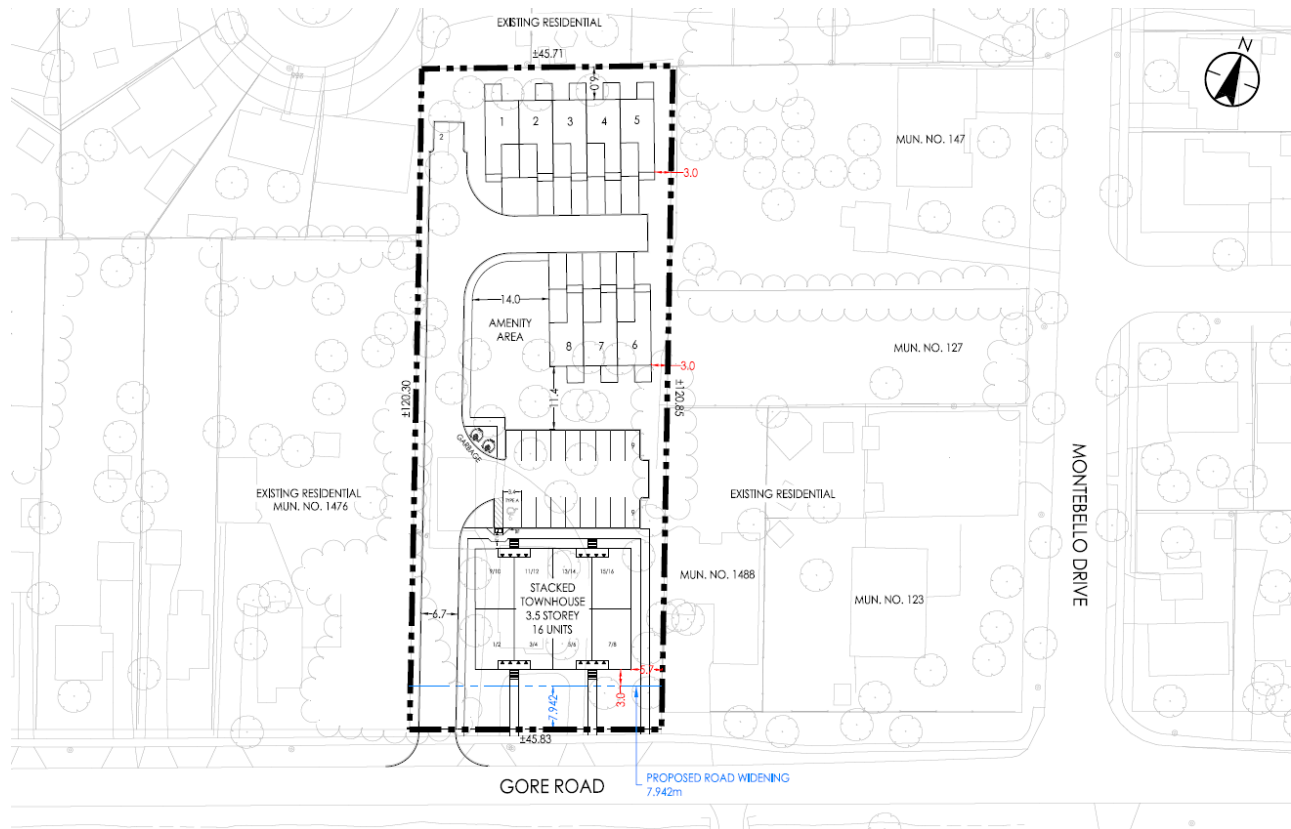 EXISTING RESIDENTIAL
±45.71
N
6.0
1 2 3 4 5
MUN. NO. 147
2
3.0
14.0
AMENITY
AREA
8 7 6
MUN. NO. 127
3.0
±120.30
±120.85
11.4
GARBAGE
9
MONTEBELLO DRIVE
EXISTING RESIDENTIAL
MUN. NO. 1476
EXISTING RESIDENTIAL
3.4
TYPE A
9
9/10 11/12 13/14 15/16
STACKED
TOWNHOUSE
3.5 STOREY
16 UNITS
MUN. NO. 1488
MUN. NO. 123
6.7
1/2 3/4 5/6 7/8
5.7
3.0
7.942
±45.83
GORE ROAD
PROPOSED ROAD WIDENING
7.942m